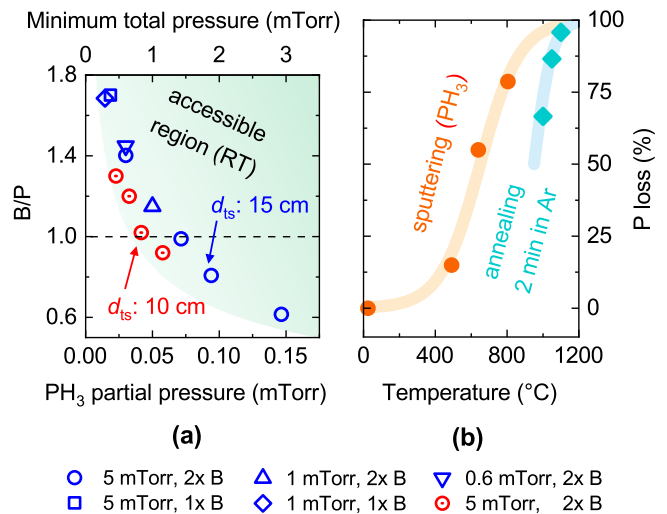 Minimum total pressure (mTorr)
0 1 2 3
1.8
1.4
1.0
0.6
B/P
accessible
region (RT)
d_ts: 15 cm
d_ts: 10 cm
0.00 0.05 0.10 0.15
PH₃ partial pressure (mTorr)
(a)
(b)
100
75
50
25
0
P loss (%)
sputtering (PH₃)
annealing
2 min in Ar
0 400 800 1200
Temperature (°C)
(b)
5 mTorr, 2x B 1 mTorr, 2x B 0.6 mTorr, 2x B
5 mTorr, 1x B 1 mTorr, 1x B 5 mTorr, 2x B